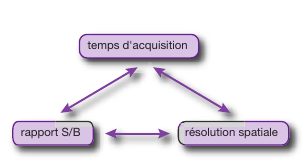 temps d'acquisition
rapport S/B
résolution spatiale